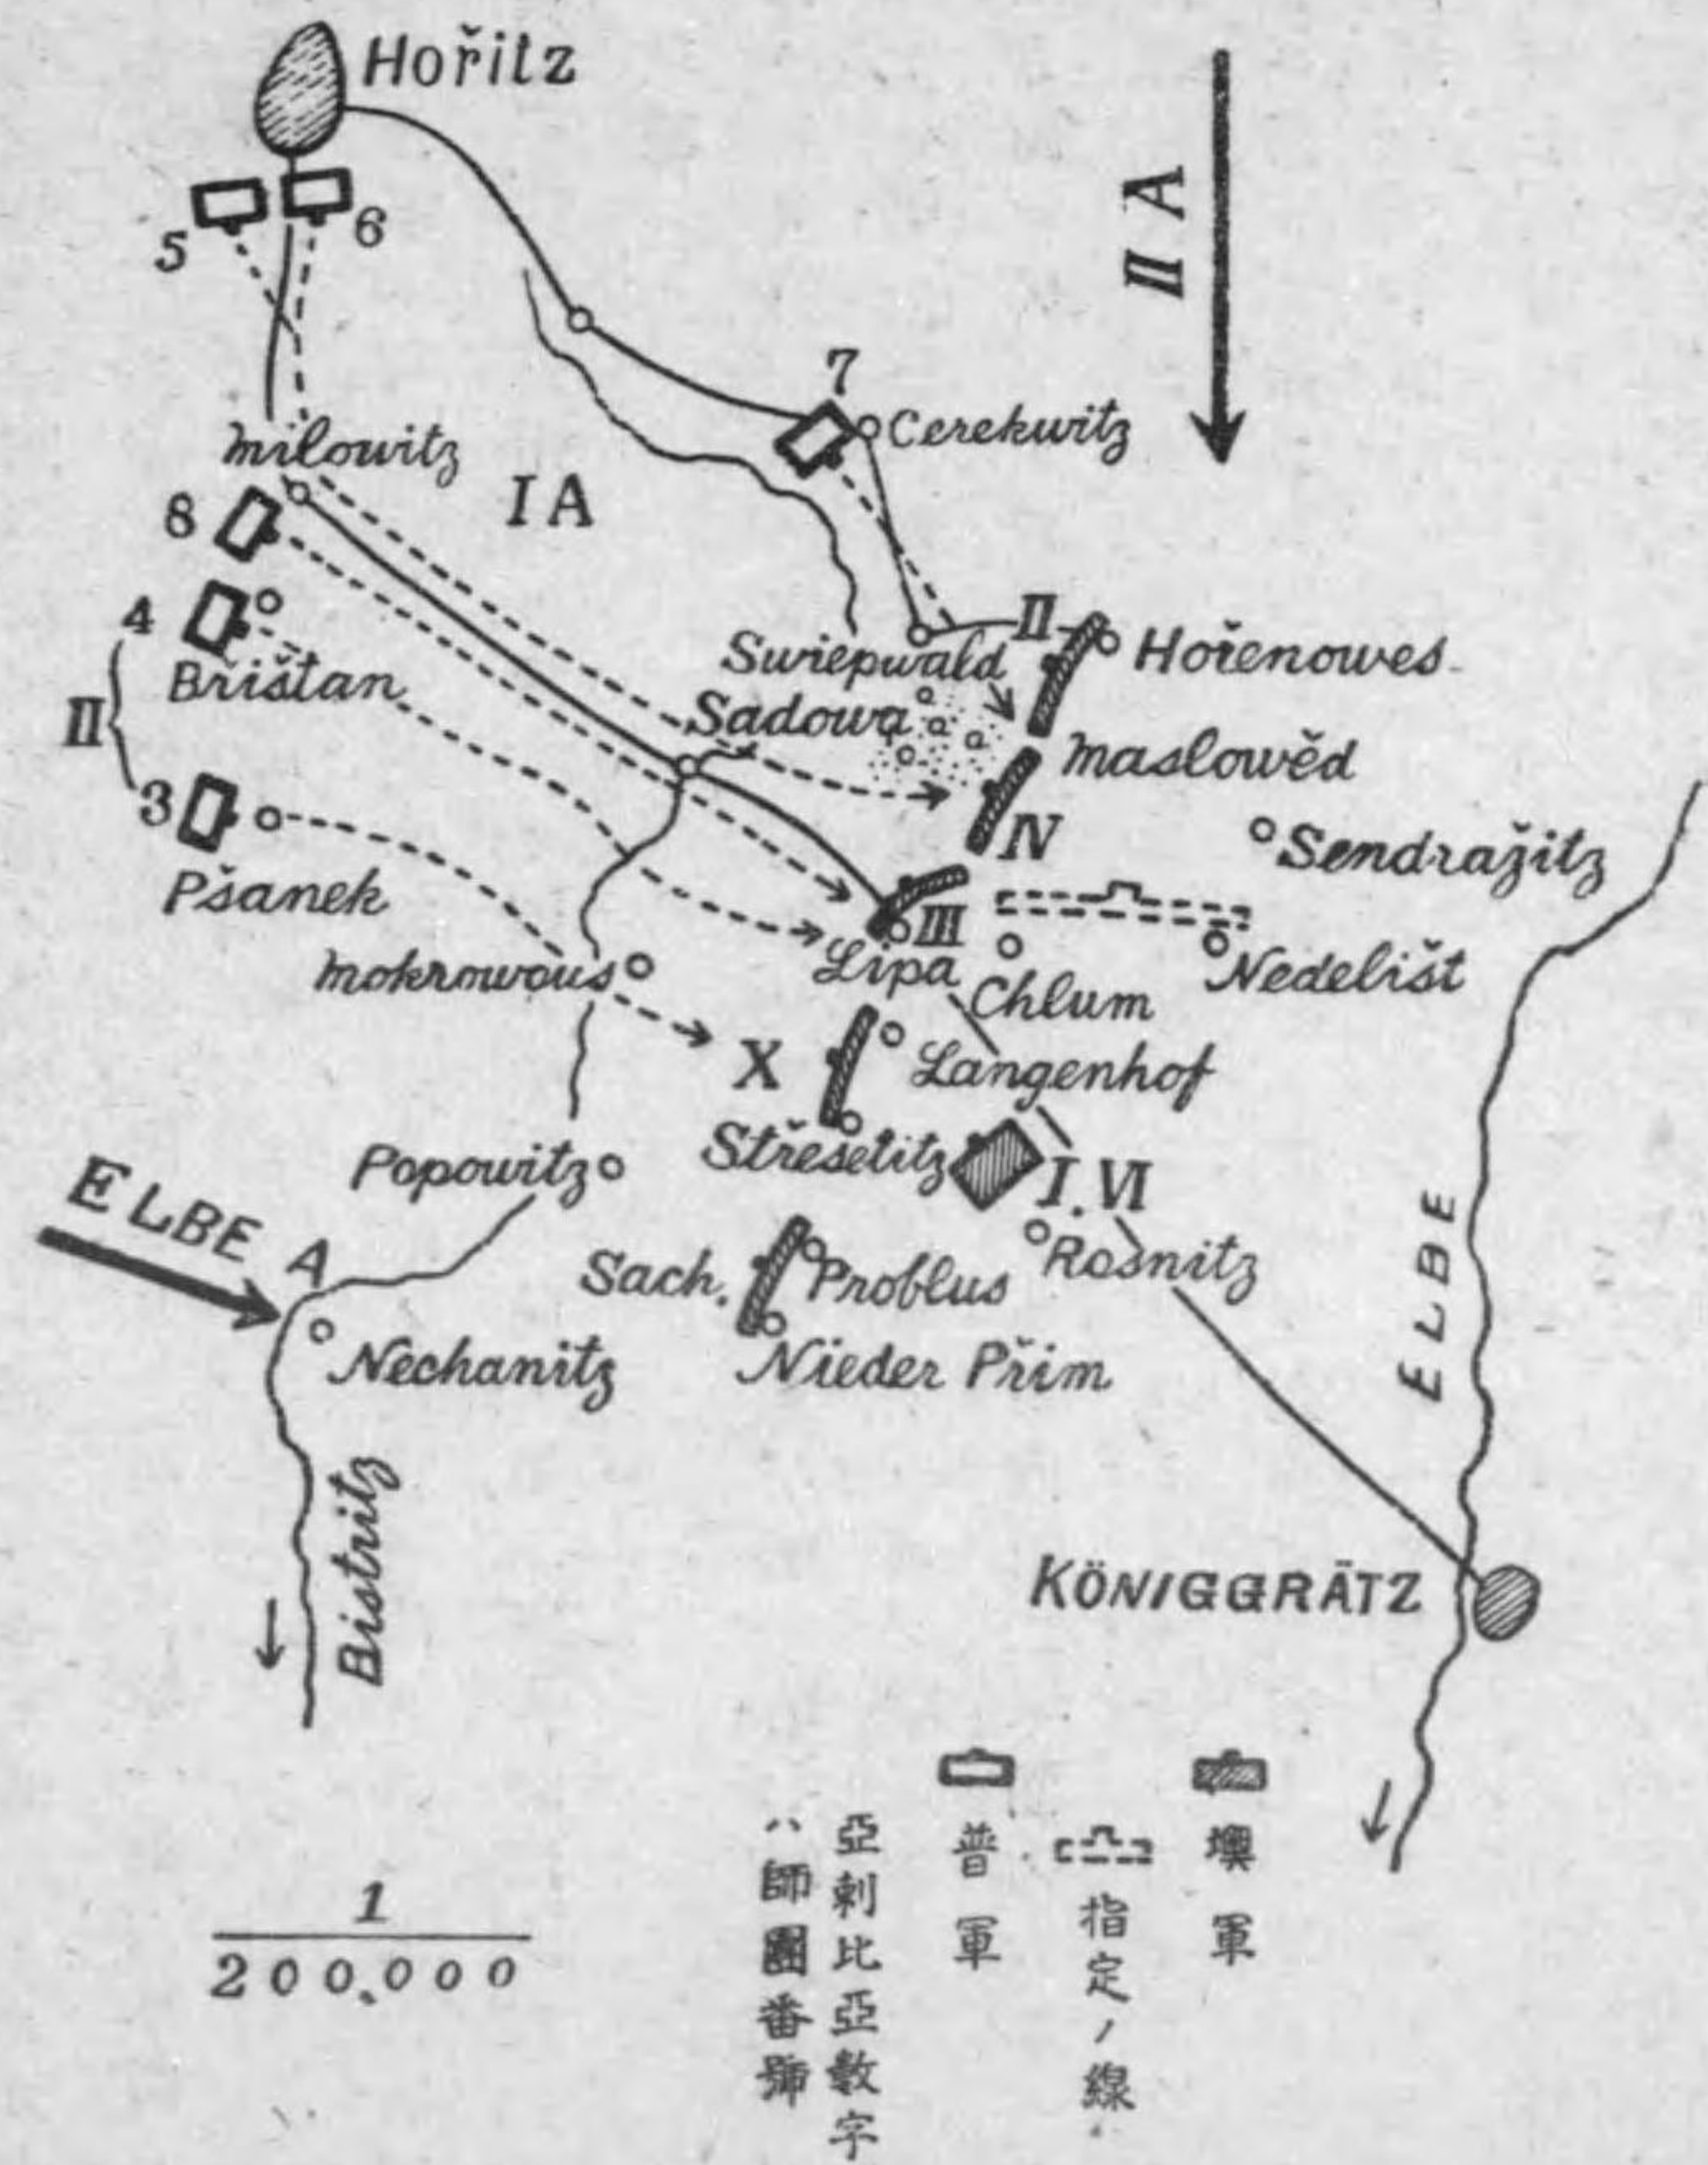 Hořitz
5
6
II A
7
Cerekwitz
Milowitz
I A
8
4
Břištan
II
3
Pšanek
II
Hořenowes
Swiepwald
Sadowa
Maslowěd
IV
Sendražitz
III
Lipa
Chlum
Nedelišt
Mokrowous
X
Langenhof
Střesetitz
I.VI
Popowitz
ELBE A
Rosnitz
Sach.
Problus
Nieder Přim
Nechanitz
ELBE
Bistritz
KÖNIGGRÄTZ
墺軍
指定ノ線
普軍
亞剌比亞數字
ハ師團番號
1
200.000